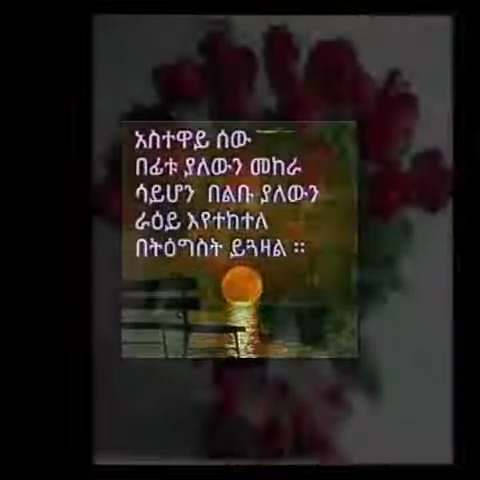 አስተዋይ ሰው
በፊቱ ያለውን መከራ
ሳይሆን በልቡ ያለውን
ራዕይ እየተከተለ
በትዕግስት ይጓዛል ።